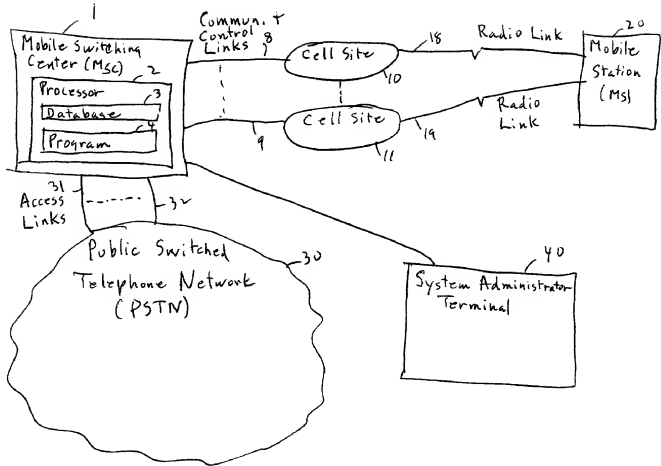 1
Mobile Switching
Center (MSC)
2
Processor
3
Database
4
Program
Commun. +
Control
Links 8
Cell Site
10
Cell Site
11
9
18
Radio Link
19
Radio
Link
20
Mobile
Station
(MS)
31
Access
Links
32
Public Switched
Telephone Network
(PSTN)
30
40
System Administrator
Terminal